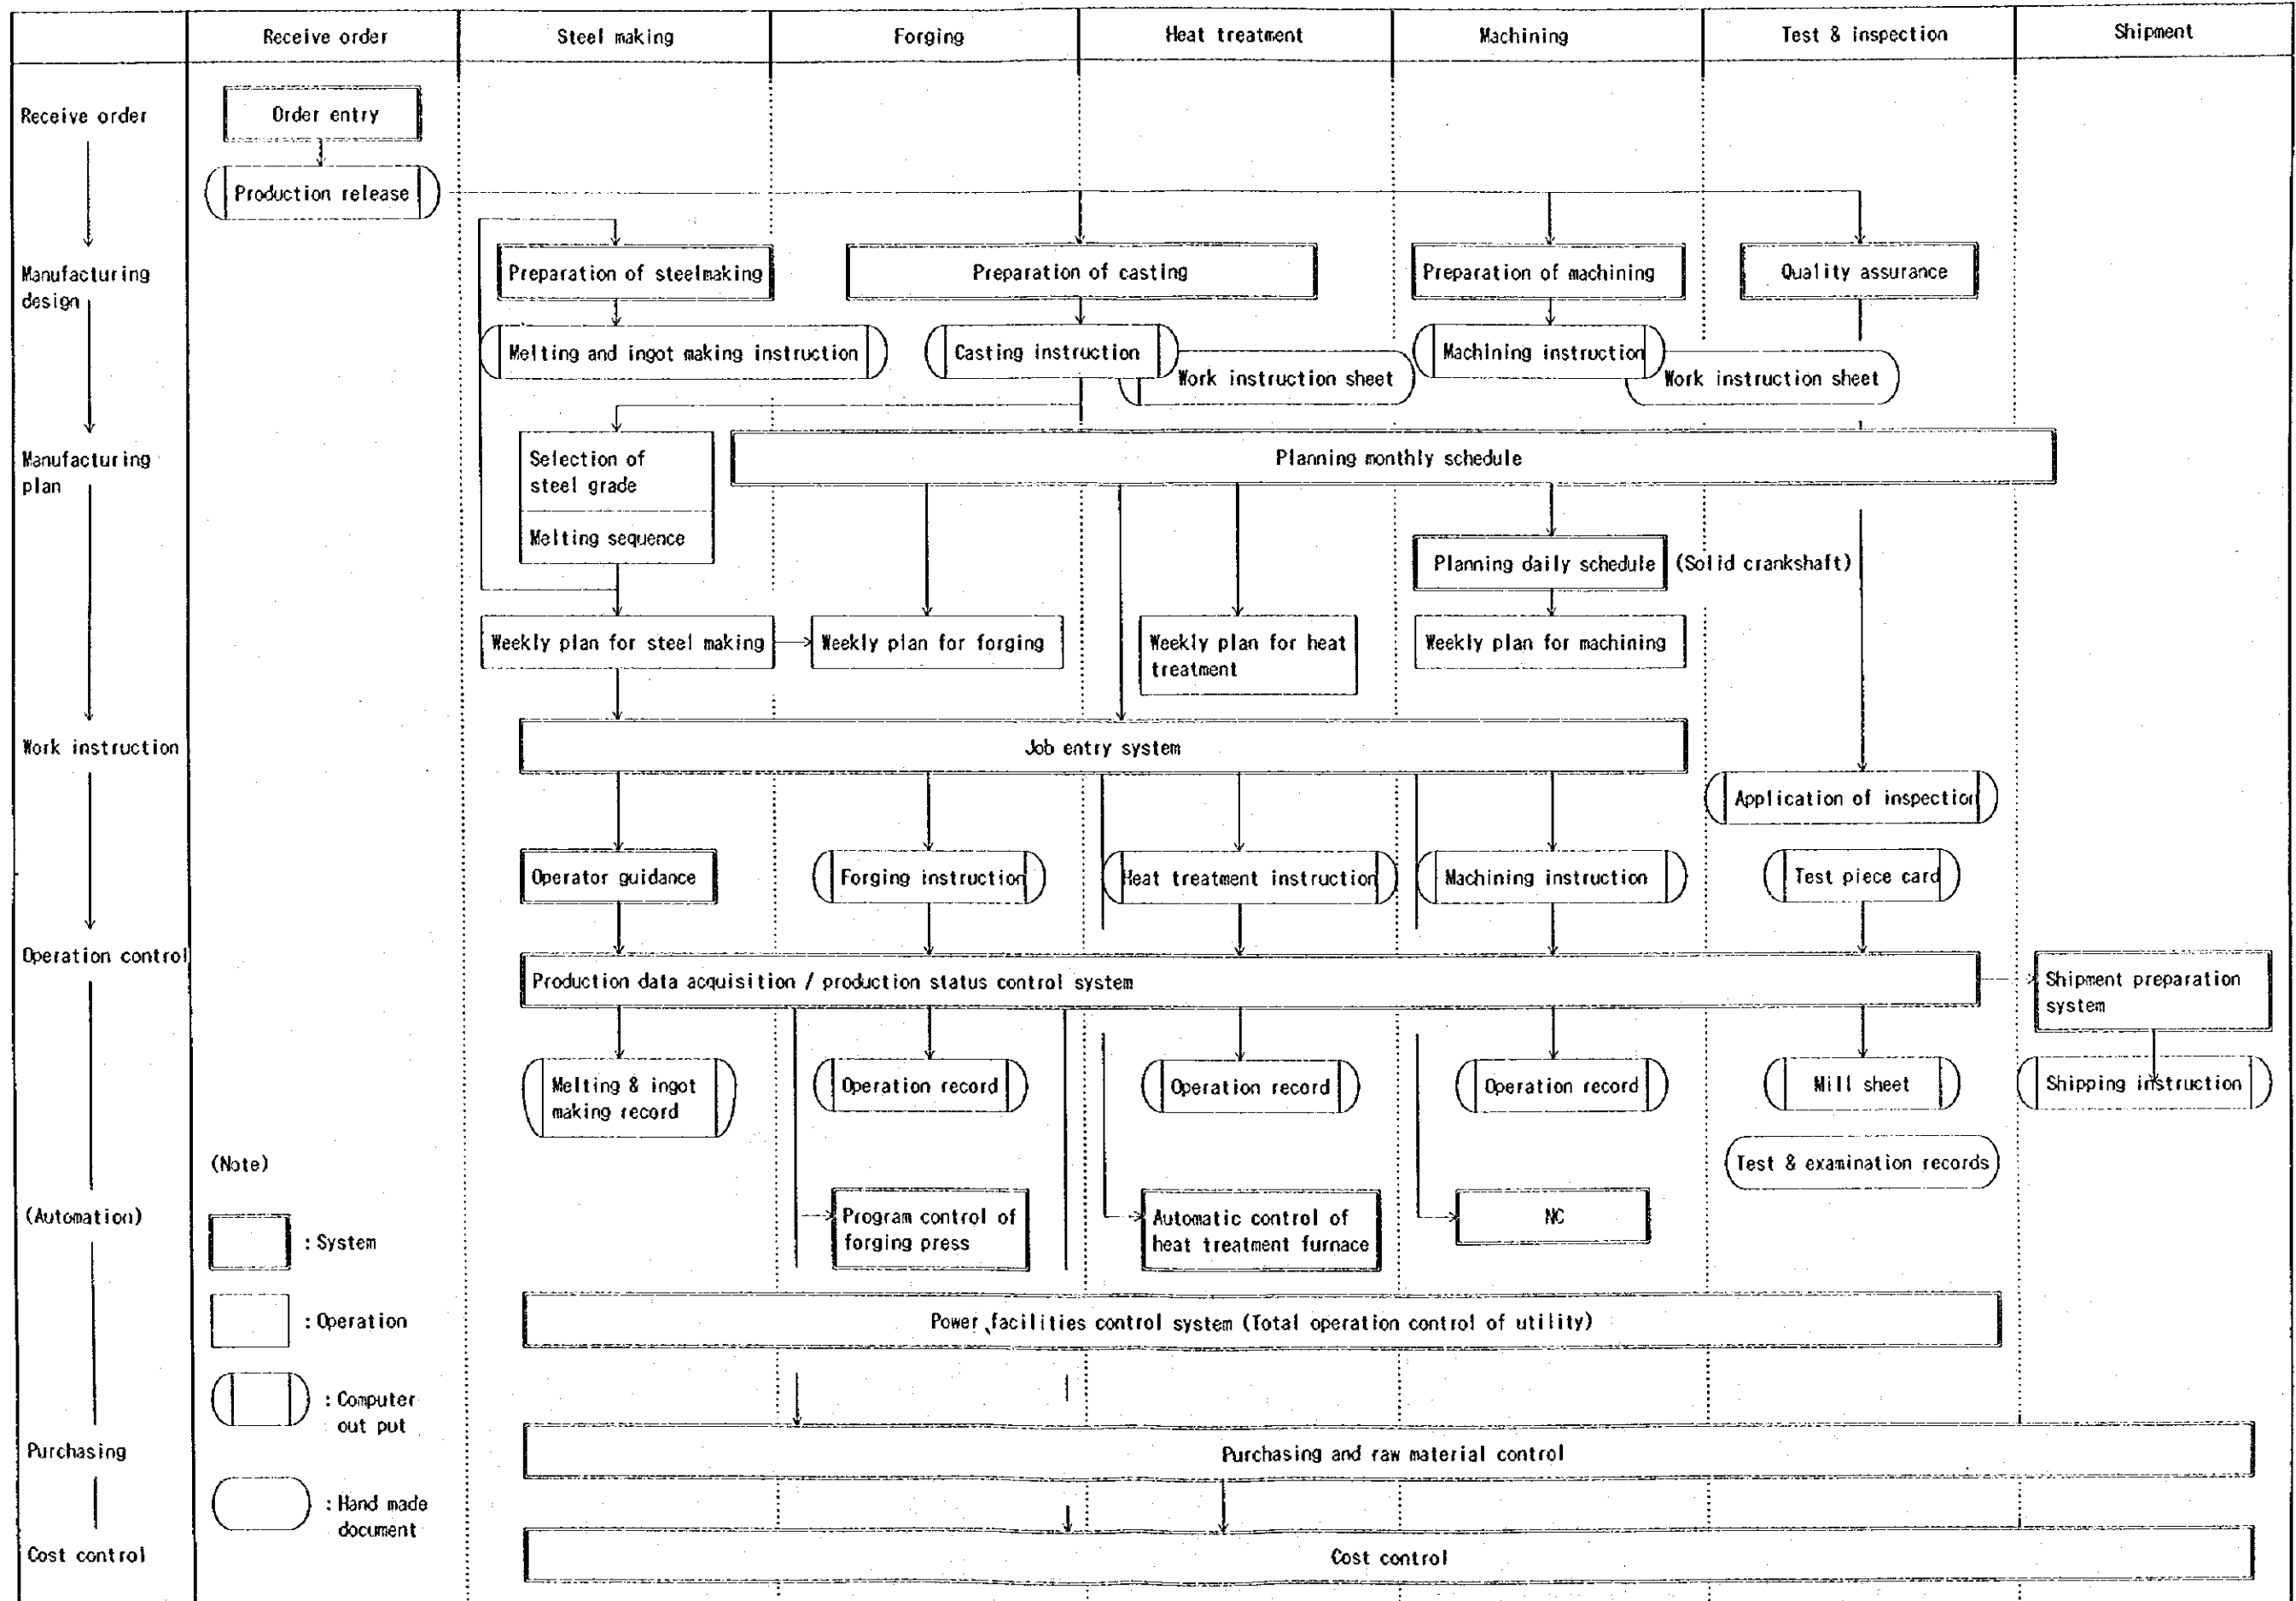 Receive order
Steel making
Forging
Heat treatment
Machining
Test & inspection
Shipment
Receive order
Order entry
Production release
Manufacturing
design
Preparation of steelmaking
Preparation of casting
Preparation of machining
Quality assurance
Melting and ingot making instruction
Casting instruction
Work instruction sheet
Machining instruction
Work instruction sheet
Manufacturing
plan
Selection of
steel grade
Melting sequence
Planning monthly schedule
Planning daily schedule
(Solid crankshaft)
Weekly plan for steel making
Weekly plan for forging
Weekly plan for heat
treatment
Weekly plan for machining
Work instruction
Job entry system
Application of inspection
Operator guidance
Forging instruction
Heat treatment instruction
Machining instruction
Test piece card
Operation control
Production data acquisition / production status control system
Shipment preparation
system
Melting & ingot
making record
Operation record
Operation record
Operation record
Mill sheet
Shipping instruction
Test & examination records
(Note)
(Automation)
: System
Program control of
forging press
Automatic control of
heat treatment furnace
NC
: Operation
Power facilities control system (Total operation control of utility)
: Computer
out put
Purchasing
Purchasing and raw material control
: Hand made
document
Cost control
Cost control